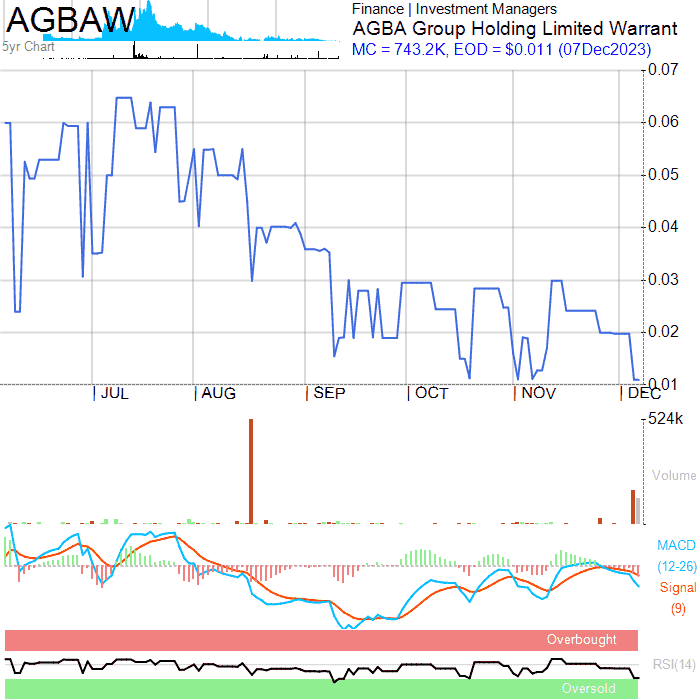 AGBAW
5yr Chart
Finance | Investment Managers
AGBA Group Holding Limited Warrant
MC = 743.2K, EOD = $0.011 (07Dec2023)
0.07
0.06
0.05
0.04
0.03
0.02
0.01
JUL AUG SEP OCT NOV DEC
524k
Volume
MACD
(12-26)
Signal
(9)
Overbought
RSI(14)
Oversold